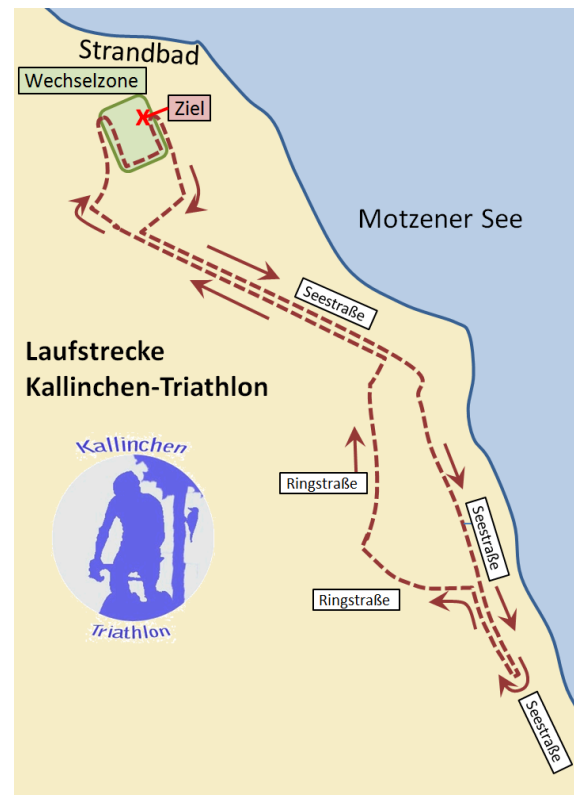 Strandbad
Wechselzone
Ziel
Motzener See
Seestraße
Laufstrecke
Kallinchen-Triathlon
Kallinchen
Triathlon
Ringstraße
Seestraße
Ringstraße
Seestraße